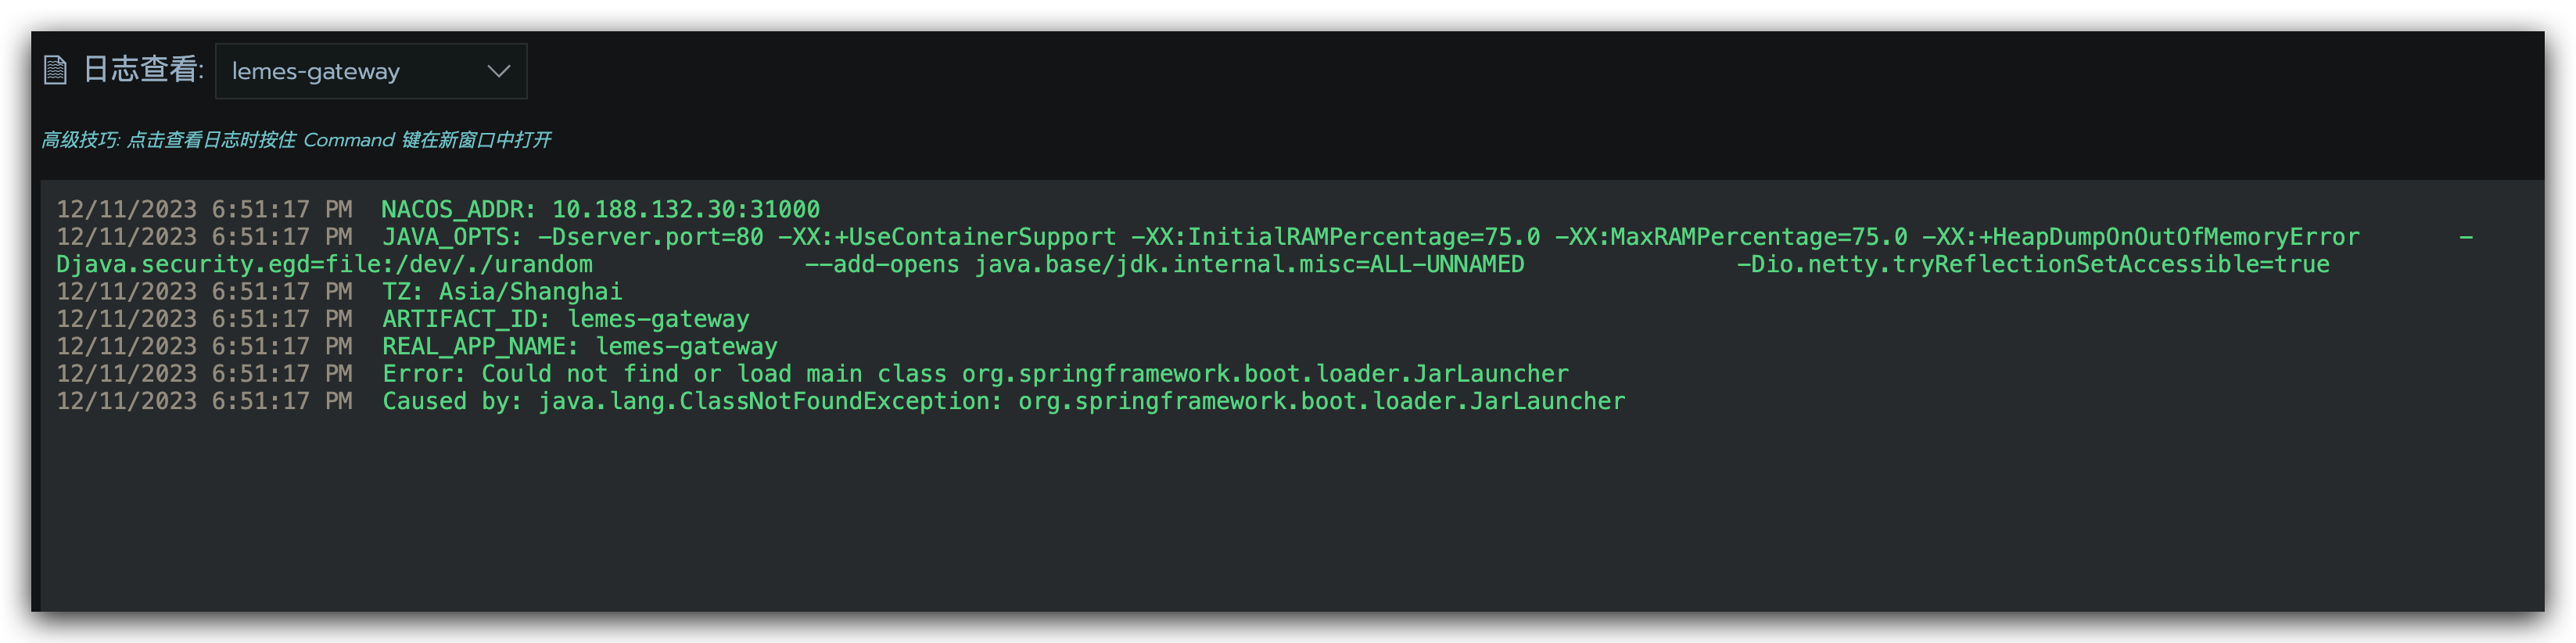 日志查看: lemes-gateway
高级技巧: 点击查看日志时按住 Command 键在新窗口中打开
12/11/2023 6:51:17 PM NACOS_ADDR: 10.188.132.30:31000
12/11/2023 6:51:17 PM JAVA_OPTS: -Dserver.port=80 -XX:+UseContainerSupport -XX:InitialRAMPercentage=75.0 -XX:MaxRAMPercentage=75.0 -XX:+HeapDumpOnOutOfMemoryError -
Djava.security.egd=file:/dev/./urandom --add-opens java.base/jdk.internal.misc=ALL-UNNAMED -Dio.netty.tryReflectionSetAccessible=true
12/11/2023 6:51:17 PM TZ: Asia/Shanghai
12/11/2023 6:51:17 PM ARTIFACT_ID: lemes-gateway
12/11/2023 6:51:17 PM REAL_APP_NAME: lemes-gateway
12/11/2023 6:51:17 PM Error: Could not find or load main class org.springframework.boot.loader.JarLauncher
12/11/2023 6:51:17 PM Caused by: java.lang.ClassNotFoundException: org.springframework.boot.loader.JarLauncher